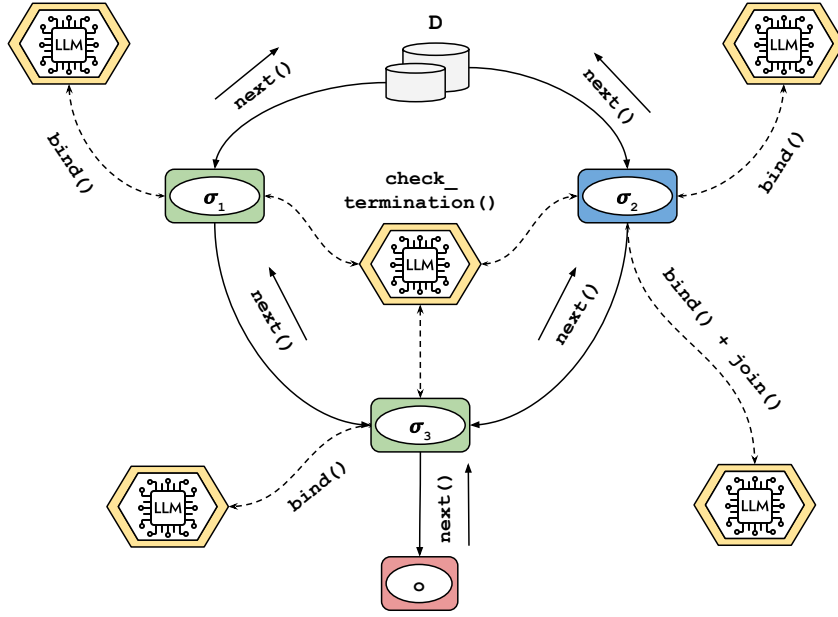 D
LLM
LLM
next()
next()
bind()
bind()
σ1
σ2
check_
termination()
LLM
next()
next()
bind() + join()
σ3
bind()
LLM
LLM
next()
o